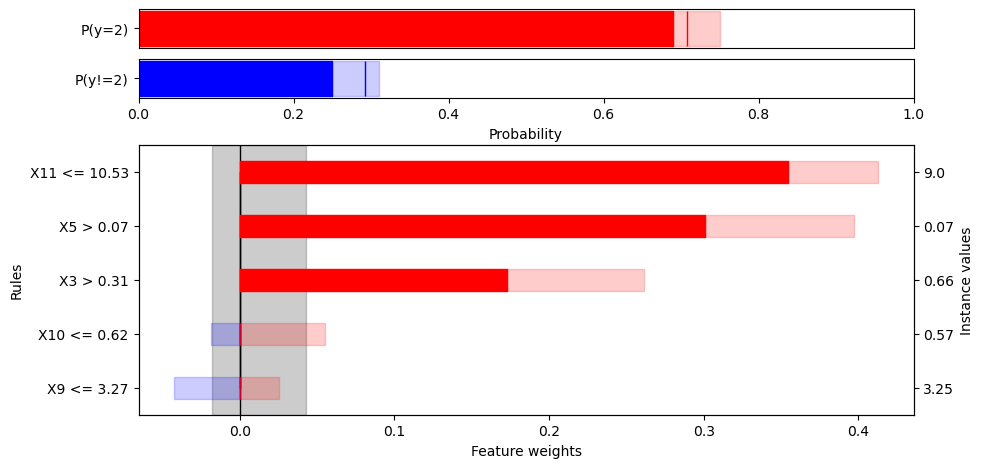 P(y=2)
P(y!=2)
0.0 0.2 0.4 0.6 0.8 1.0
Probability
X11 <= 10.53 9.0
X5 > 0.07 0.07
X3 > 0.31 0.66
X10 <= 0.62 0.57
X9 <= 3.27 3.25
Rules
Instance values
0.0 0.1 0.2 0.3 0.4
Feature weights